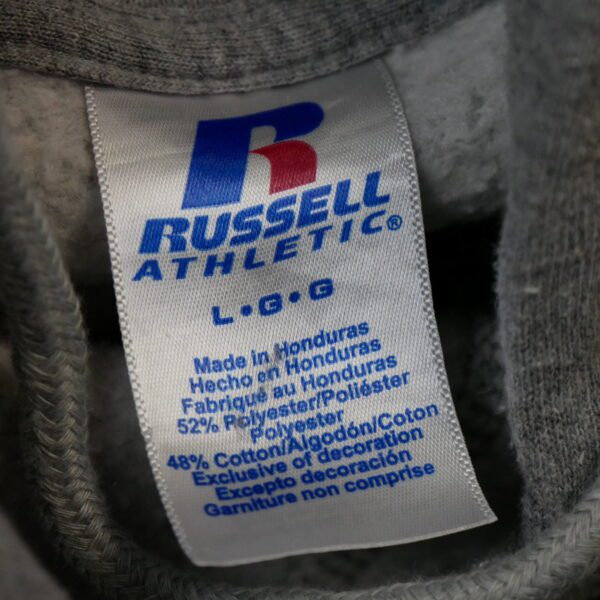 R
RUSSELL
ATHLETIC®
L•G•G
Made in Honduras
Hecho en Honduras
Fabriqué au Honduras
52% Polyester/Poliéster
Polyester
48% Cotton/Algodón/Coton
Exclusive of decoration
Excepto decoración
Garniture non comprise